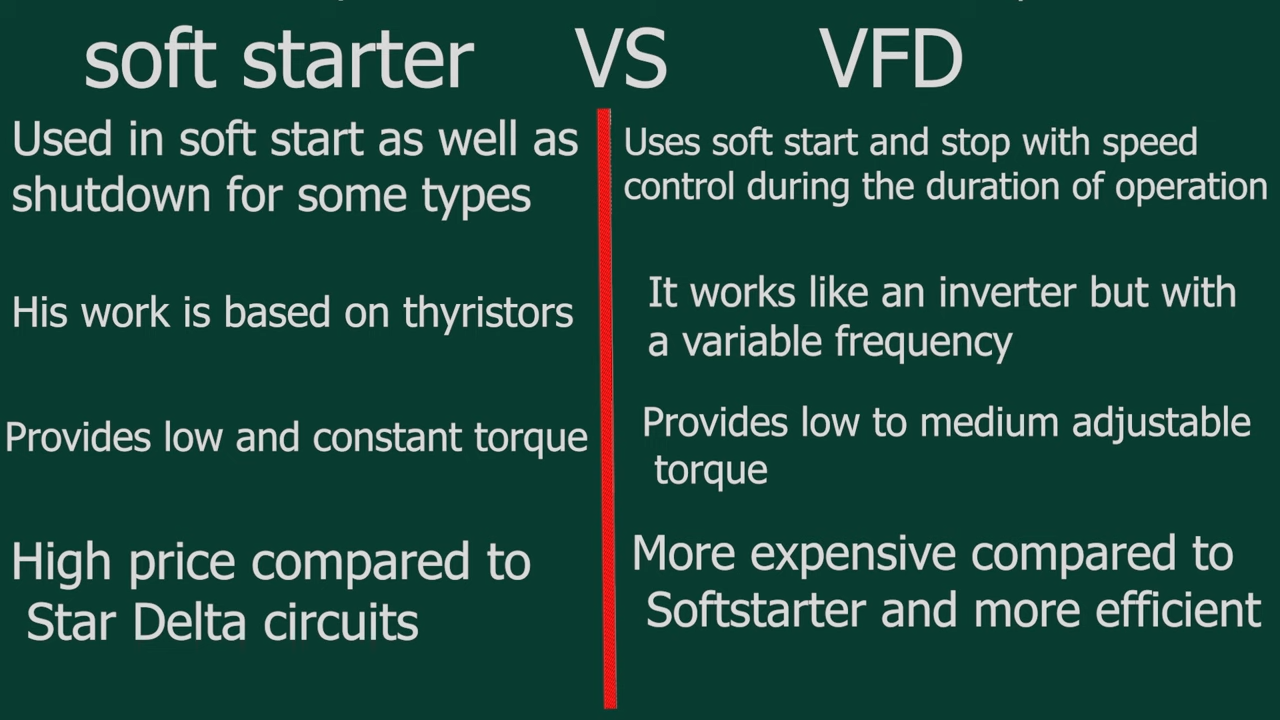 soft starter VS VFD
Used in soft start as well as
shutdown for some types
His work is based on thyristors
Provides low and constant torque
High price compared to
Star Delta circuits
Uses soft start and stop with speed
control during the duration of operation
It works like an inverter but with
a variable frequency
Provides low to medium adjustable
torque
More expensive compared to
Softstarter and more efficient